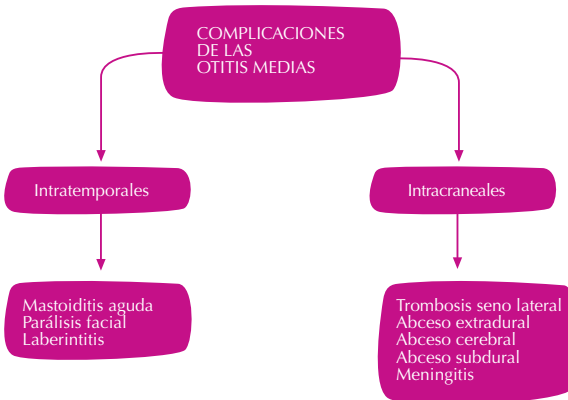 COMPLICACIONES
DE LAS
OTITIS MEDIAS
Intratemporales
Intracraneales
Mastoiditis aguda
Parálisis facial
Laberintitis
Trombosis seno lateral
Abceso extradural
Abceso cerebral
Abceso subdural
Meningitis